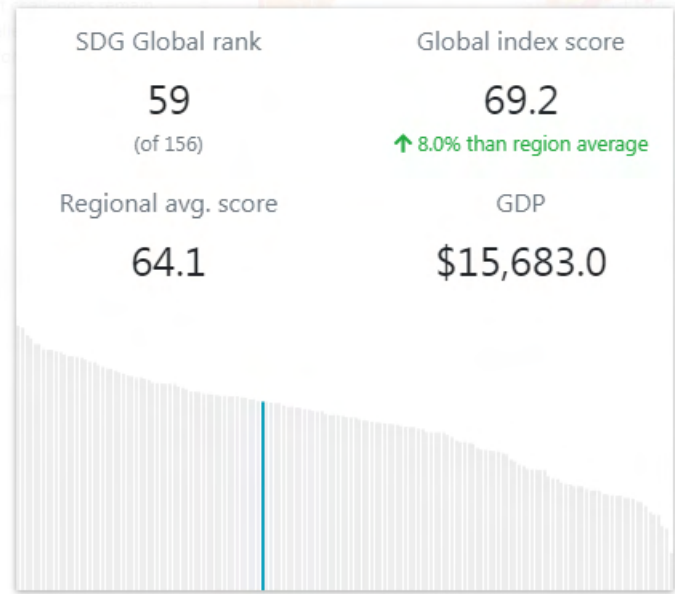 SDG Global rank
Global index score
59
69.2
(of 156)
↑ 8.0% than region average
Regional avg. score
GDP
64.1
$15,683.0